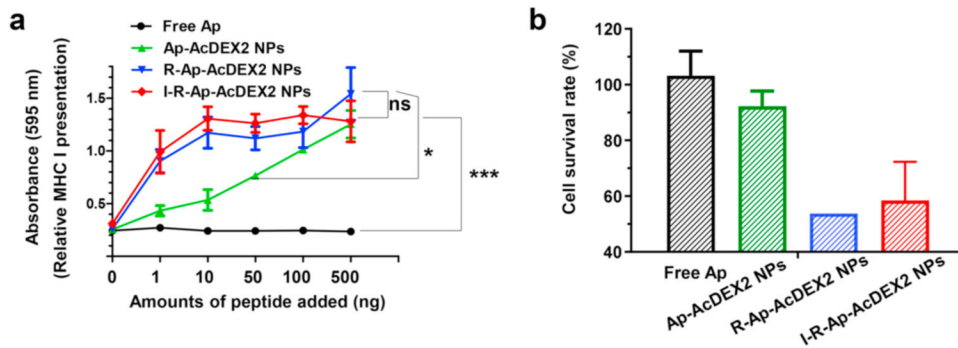 a
Free Ap
Ap-AcDEX2 NPs
R-Ap-AcDEX2 NPs
I-R-Ap-AcDEX2 NPs
Absorbance (595 nm)
(Relative MHC I presentation)
1.5
1.0
0.5
ns
*
***
0 1 10 50 100 500
Amounts of peptide added (ng)
b
Cell survival rate (%)
120
100
80
60
40
Free Ap
Ap-AcDEX2 NPs
R-Ap-AcDEX2 NPs
I-R-Ap-AcDEX2 NPs